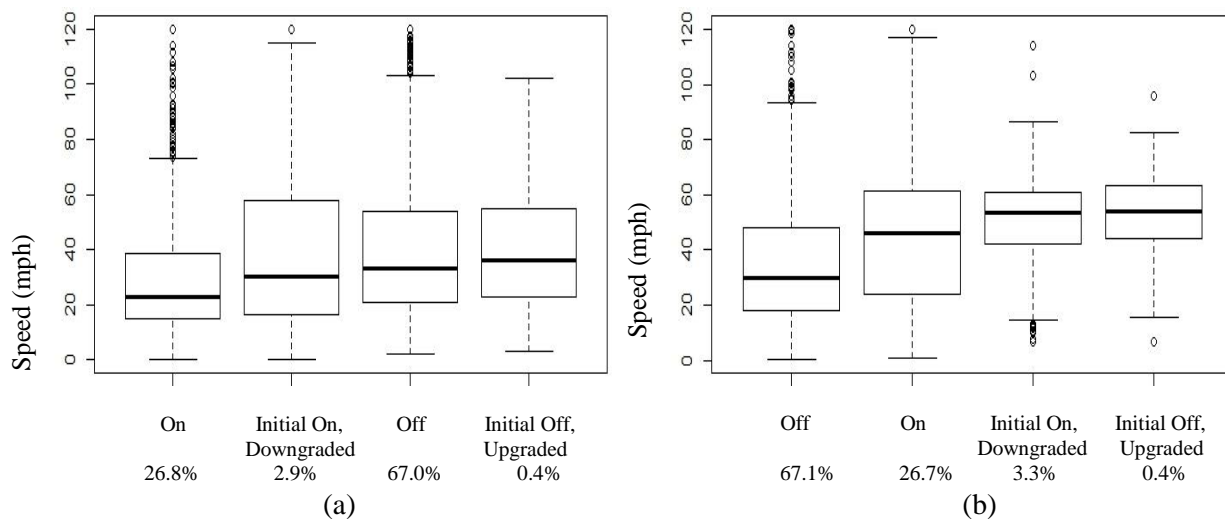 120
100
80
60
40
20
0
Speed (mph)
On
Initial On,
Downgraded
Off
Initial Off,
Upgraded
26.8%
2.9%
67.0%
0.4%
(a)
120
100
80
60
40
20
0
Speed (mph)
Off
On
Initial On,
Downgraded
Initial Off,
Upgraded
67.1%
26.7%
3.3%
0.4%
(b)